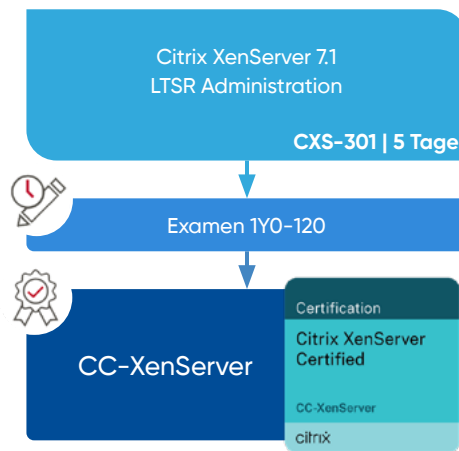 Citrix XenServer 7.1
LTSR Administration
CXS-301 | 5 Tage
Examen 1Y0-120
CC-XenServer
Certification
Citrix XenServer
Certified
CC-XenServer
citrix